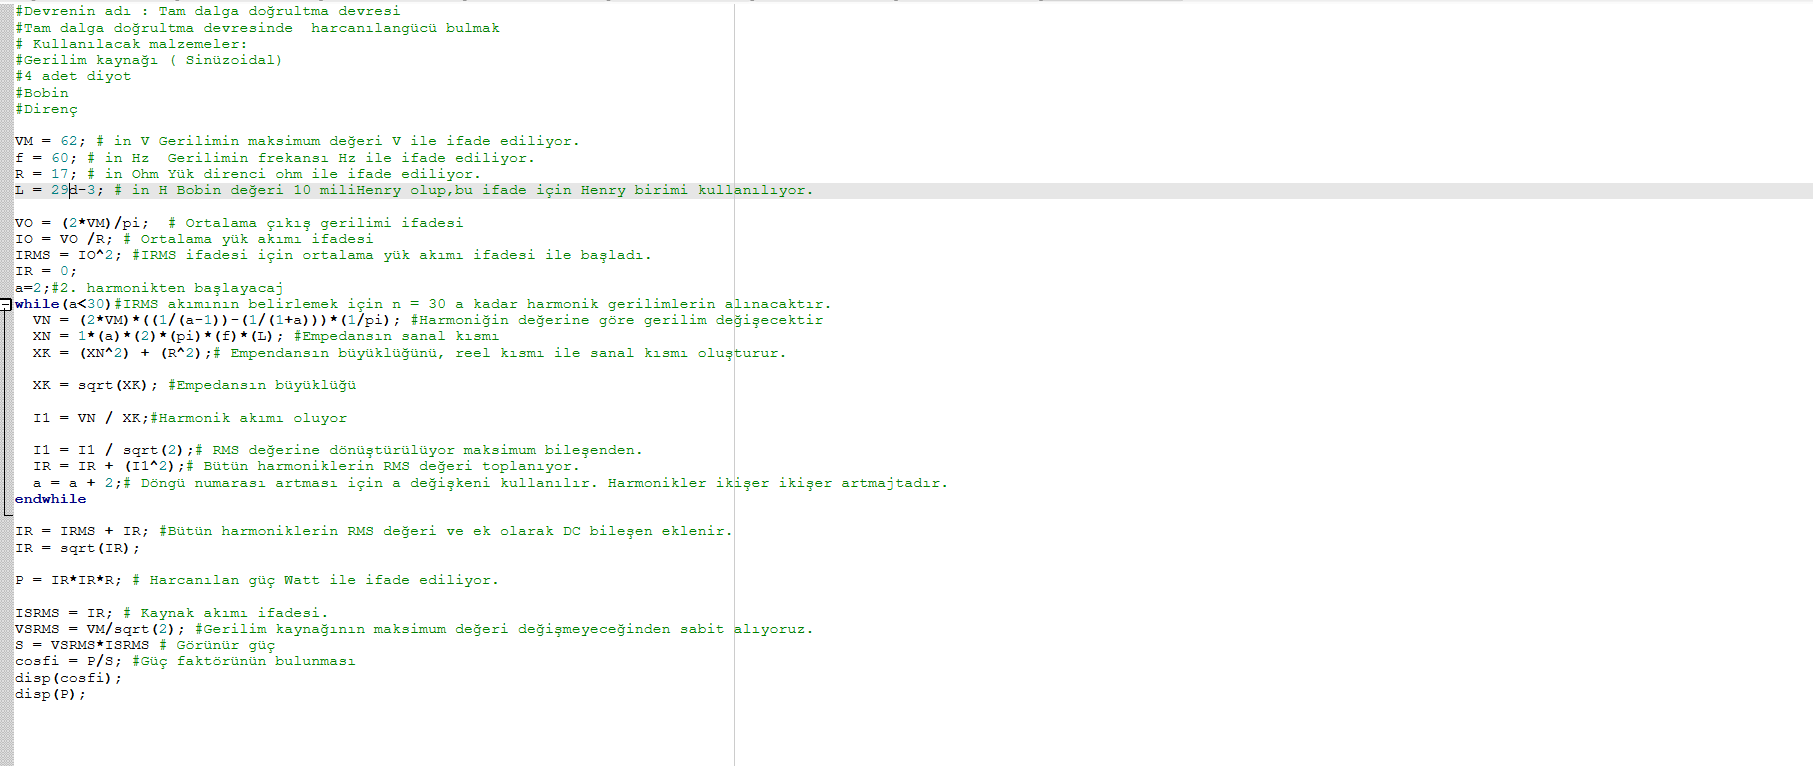 #Devrenin adı : Tam dalga doğrultma devresi
#Tam dalga doğrultma devresinde  harcanılangücü bulmak
# Kullanılacak malzemeler:
#Gerilim kaynağı ( Sinüzoidal)
#4 adet diyot
#Bobin
#Direnç
VM = 62; # in V Gerilimin maksimum değeri V ile ifade ediliyor.
f = 60; # in Hz  Gerilimin frekansı Hz ile ifade ediliyor.
R = 17; # in Ohm Yük direnci ohm ile ifade ediliyor.
L = 29d-3; # in H Bobin değeri 10 miliHenry olup,bu ifade için Henry birimi kullanılıyor.
VO = (2*VM)/pi;  # Ortalama çıkış gerilimi ifadesi
IO = VO /R; # Ortalama yük akımı ifadesi
IRMS = IO^2; #IRMS ifadesi için ortalama yük akımı ifadesi ile başladı.
IR = 0;
a=2;#2. harmonikten başlayacaj
while(a<30)#IRMS akımının belirlemek için n = 30 a kadar harmonik gerilimlerin alınacaktır.
  VN = (2*VM)*((1/(a-1))-(1/(1+a)))*(1/pi); #Harmoniğin değerine göre gerilim değişecektir
  XN = 1*(a)*(2)*(pi)*(f)*(L); #Empedansın sanal kısmı
  XK = (XN^2) + (R^2);# Empendansın büyüklüğünü, reel kısmı ile sanal kısmı oluşturur.
  XK = sqrt(XK); #Empedansın büyüklüğü
  I1 = VN / XK;#Harmonik akımı oluyor
  I1 = I1 / sqrt(2);# RMS değerine dönüştürülüyor maksimum bileşenden.
  IR = IR + (I1^2);# Bütün harmoniklerin RMS değeri toplanıyor.
  a = a + 2;# Döngü numarası artması için a değişkeni kullanılır. Harmonikler ikişer ikişer artmajtadır.
endwhile
IR = IRMS + IR; #Bütün harmoniklerin RMS değeri ve ek olarak DC bileşen eklenir.
IR = sqrt(IR);
P = IR*IR*R; # Harcanılan güç Watt ile ifade ediliyor.
ISRMS = IR; # Kaynak akımı ifadesi.
VSRMS = VM/sqrt(2); #Gerilim kaynağının maksimum değeri değişmeyeceğinden sabit alıyoruz.
S = VSRMS*ISRMS # Görünür güç
cosfi = P/S; #Güç faktörünün bulunması
disp(cosfi);
disp(P);